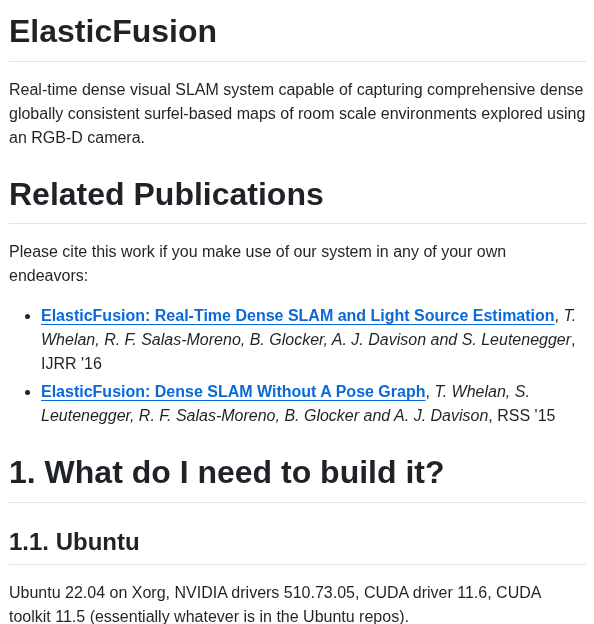 ElasticFusion
Real-time dense visual SLAM system capable of capturing comprehensive dense
globally consistent surfel-based maps of room scale environments explored using
an RGB-D camera.
Related Publications
Please cite this work if you make use of our system in any of your own
endeavors:
ElasticFusion: Real-Time Dense SLAM and Light Source Estimation, T.
Whelan, R. F. Salas-Moreno, B. Glocker, A. J. Davison and S. Leutenegger,
IJRR '16
ElasticFusion: Dense SLAM Without A Pose Graph, T. Whelan, S.
Leutenegger, R. F. Salas-Moreno, B. Glocker and A. J. Davison, RSS '15
1. What do I need to build it?
1.1. Ubuntu
Ubuntu 22.04 on Xorg, NVIDIA drivers 510.73.05, CUDA driver 11.6, CUDA
toolkit 11.5 (essentially whatever is in the Ubuntu repos).